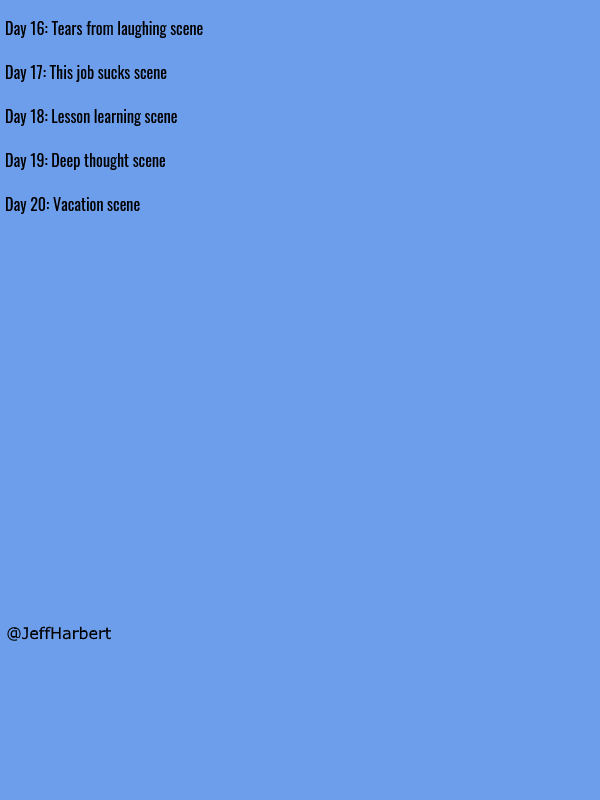 Day 16: Tears from laughing scene
Day 17: This job sucks scene
Day 18: Lesson learning scene
Day 19: Deep thought scene
Day 20: Vacation scene
@JeffHarbert